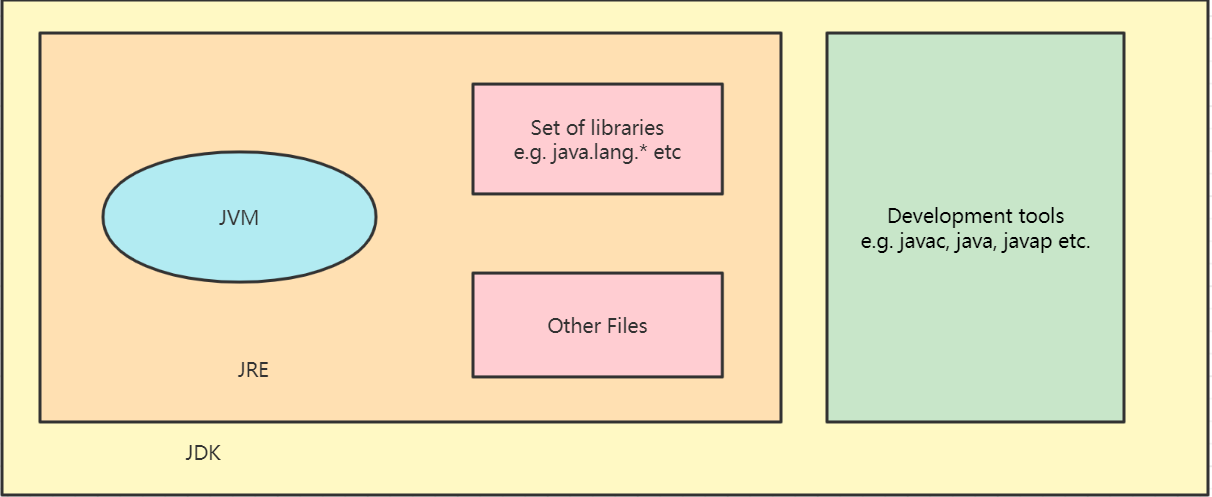 Set of libraries
e.g. java.lang.* etc
JVM
Development tools
e.g. javac, java, javap etc.
Other Files
JRE
JDK